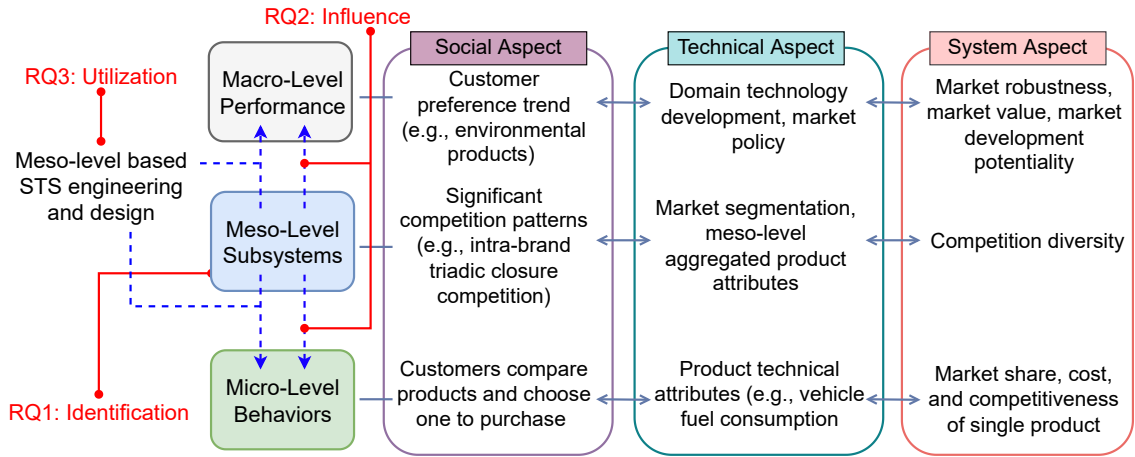 RQ2: Influence
RQ3: Utilization
Meso-level based
STS engineering
and design
RQ1: Identification
Macro-Level
Performance
Meso-Level
Subsystems
Micro-Level
Behaviors
Social Aspect
Customer
preference trend
(e.g., environmental
products)
Significant
competition patterns
(e.g., intra-brand
triadic closure
competition)
Customers compare
products and choose
one to purchase
Technical Aspect
Domain technology
development, market
policy
Market segmentation,
meso-level
aggregated product
attributes
Product technical
attributes (e.g., vehicle
fuel consumption
System Aspect
Market robustness,
market value, market
development
potentiality
Competition diversity
Market share, cost,
and competitiveness
of single product